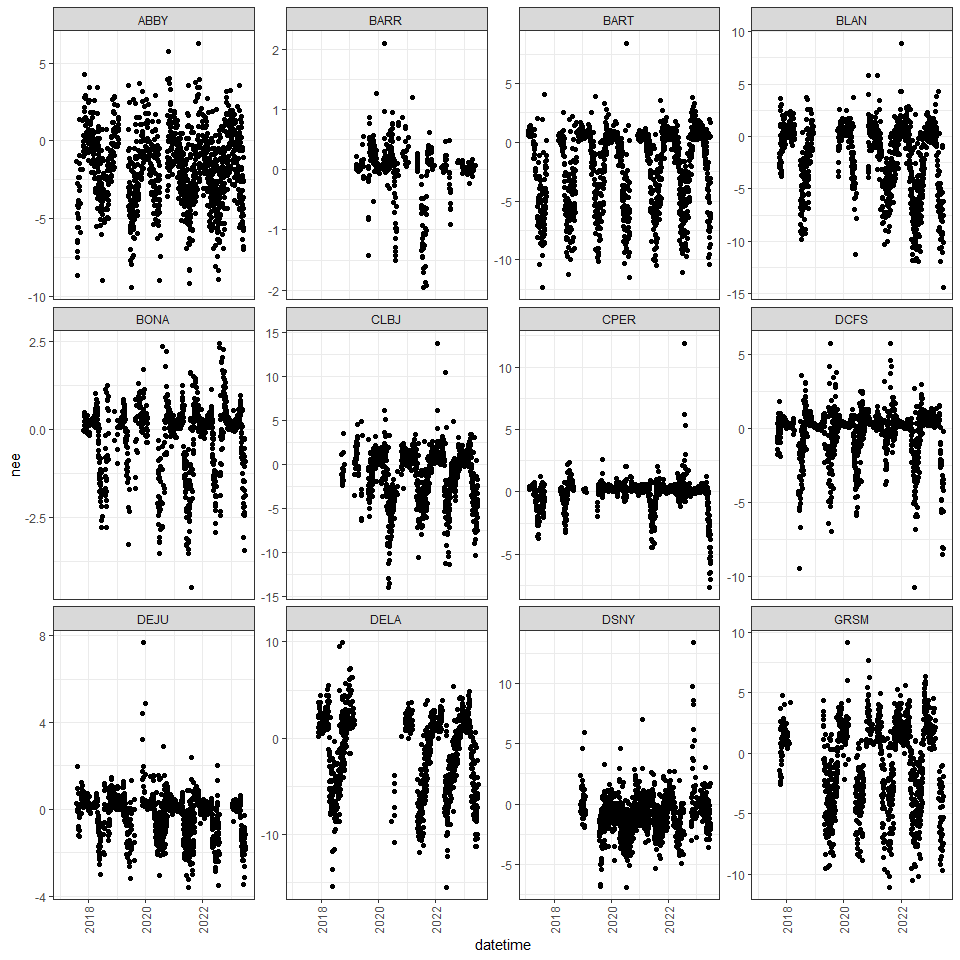 ABBY BARR BART BLAN
5 0 -5 -10
2 1 0 -1 -2
5 0 -5 -10
10 5 0 -5 -10 -15
BONA CLBJ CPER DCFS
2.5 0.0 -2.5
15 10 5 0 -5 -10 -15
10 5 0 -5
5 0 -5 -10
nee
DEJU DELA DSNY GRSM
8 4 0 -4
10 0 -10
10 5 0 -5
10 5 0 -5 -10
2018 2020 2022 2018 2020 2022 2018 2020 2022 2018 2020 2022
datetime